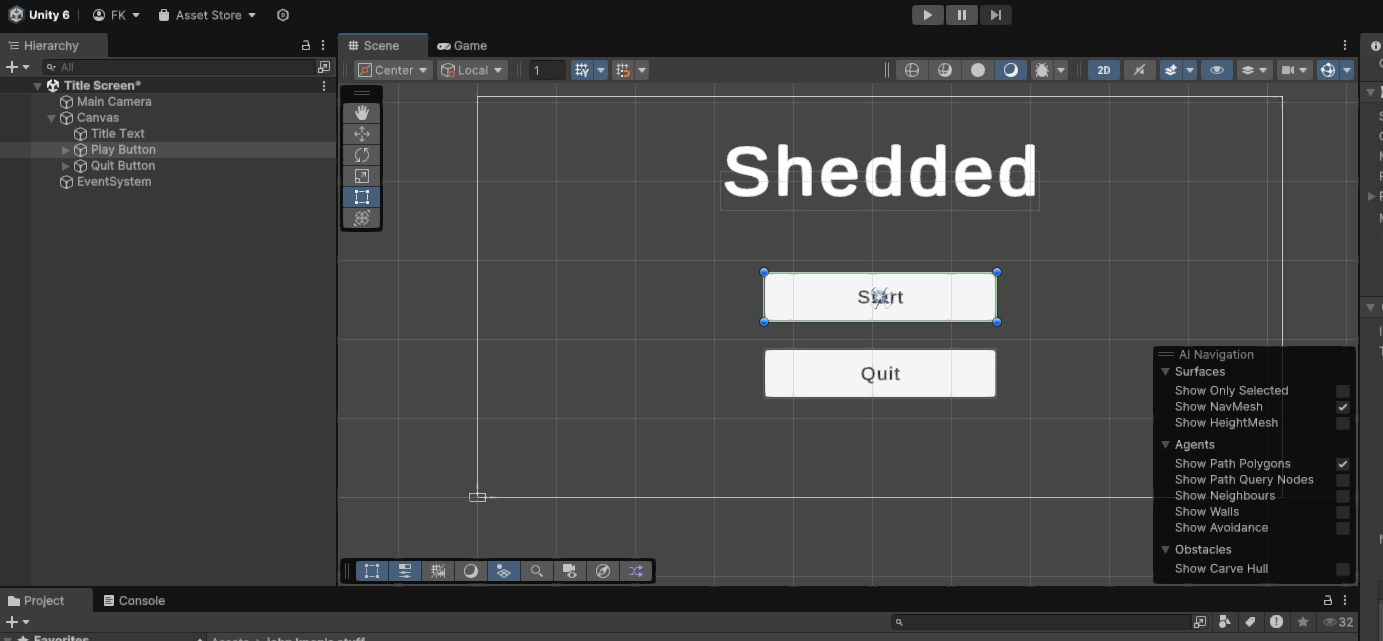 Unity 6 FK Asset Store
Hierarchy Scene Game
All Center Local 1 2D
Title Screen*
Main Camera
Canvas
Title Text
Play Button
Quit Button
EventSystem
Shedded
Start
Quit
AI Navigation
Surfaces
Show Only Selected
Show NavMesh
Show HeightMesh
Agents
Show Path Polygons
Show Path Query Nodes
Show Neighbours
Show Walls
Show Avoidance
Obstacles
Show Carve Hull
Project Console
32
Favorites Assets